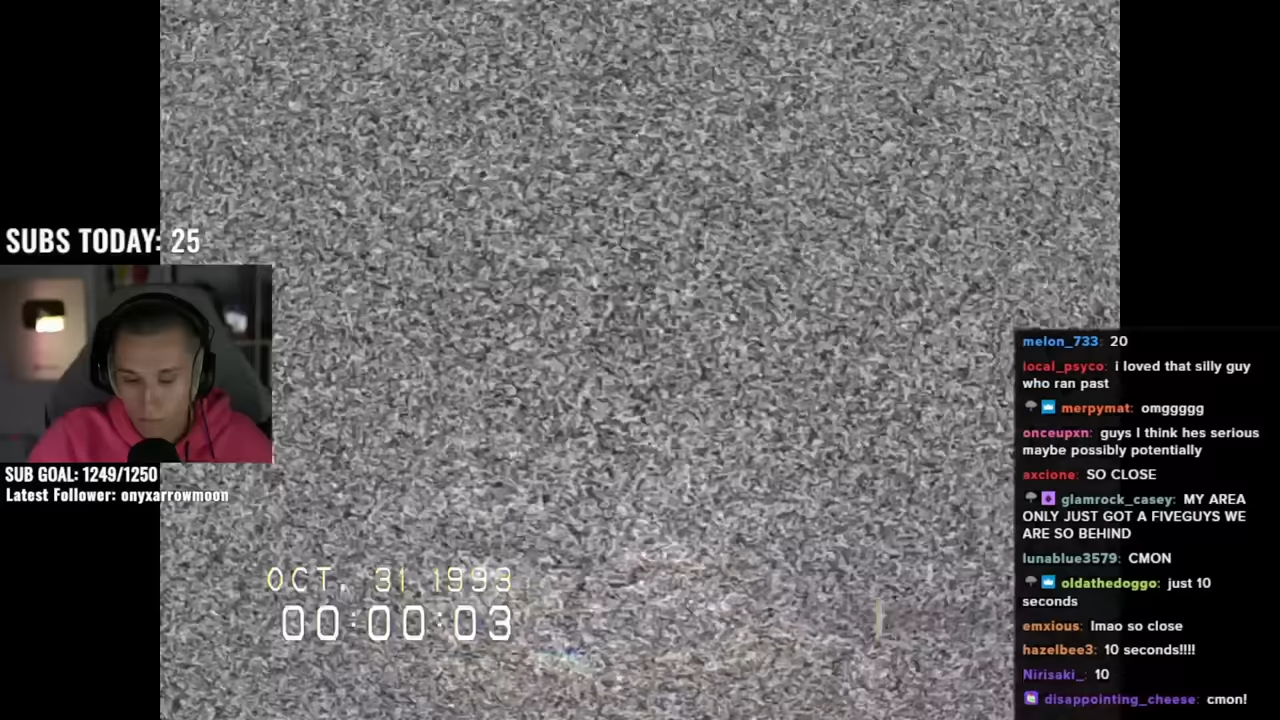 SUBS TODAY: 25
SUB GOAL: 1249/1250
Latest Follower: onyxarrowmoon
OCT. 31 1993
00:00:03
melon_733: 20
local_psyco: i loved that silly guy
who ran past
merpymat: omggggg
onceupxn: guys I think hes serious
maybe possibly potentially
axcione: SO CLOSE
glamrock_casey: MY AREA
ONLY JUST GOT A FIVEGUYS WE
ARE SO BEHIND
lunablue3579: CMON
oldathedoggo: just 10
seconds
emxious: lmao so close
hazelbee3: 10 seconds!!!!
Nirisaki_: 10
disappointing_cheese: cmon!